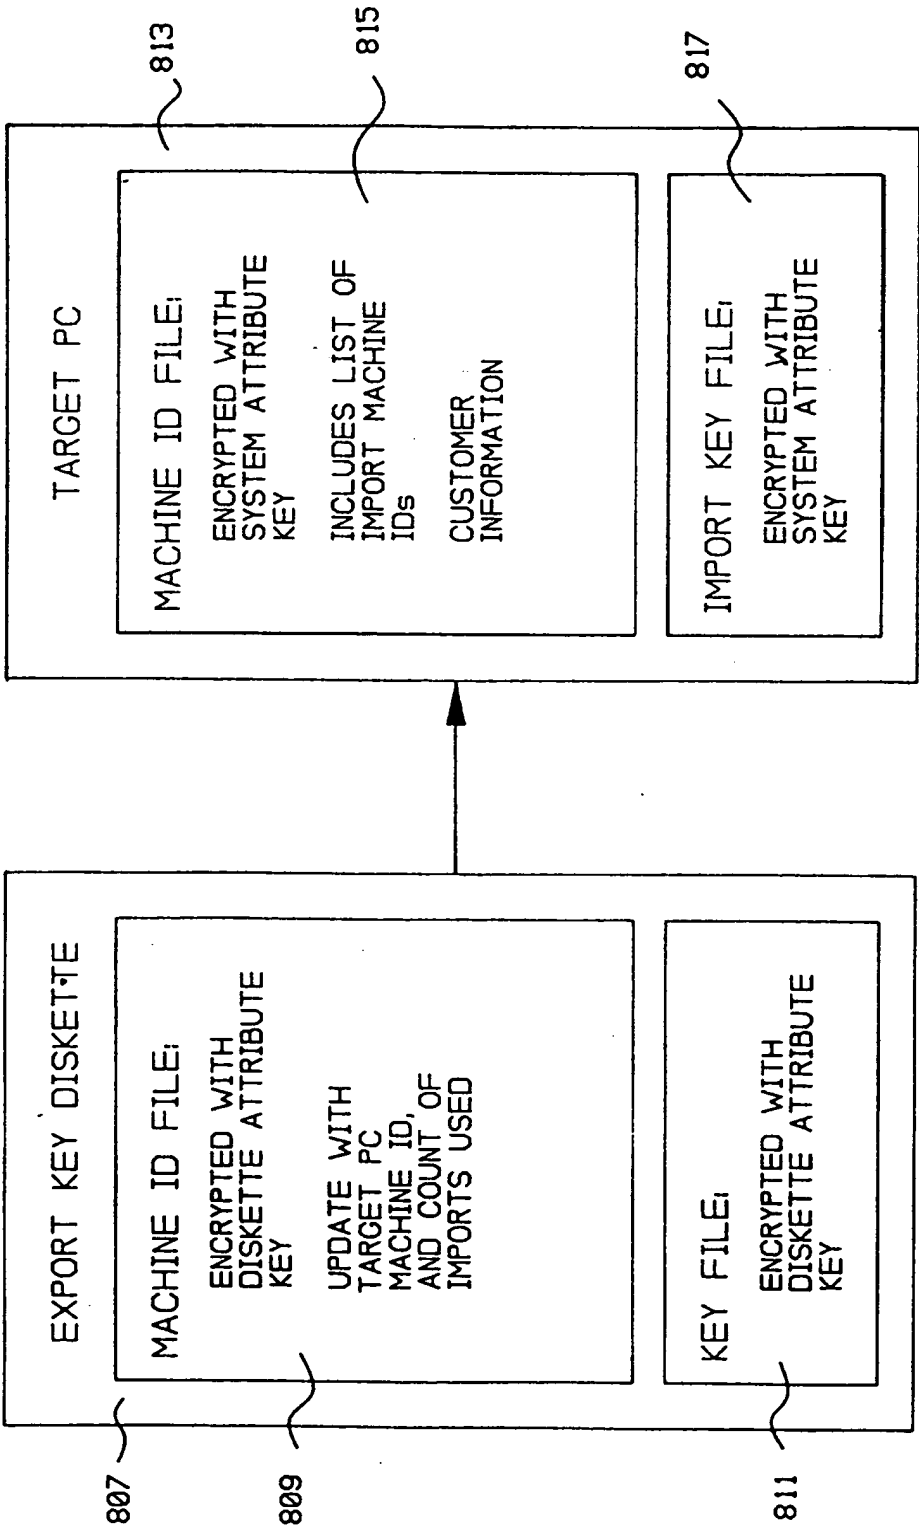 EXPORT KEY DISKETTE
MACHINE ID FILE:
ENCRYPTED WITH
DISKETTE ATTRIBUTE
KEY
UPDATE WITH
TARGET PC
MACHINE ID,
AND COUNT OF
IMPORTS USED
KEY FILE:
ENCRYPTED WITH
DISKETTE ATTRIBUTE
KEY
807
809
811
TARGET PC
MACHINE ID FILE:
ENCRYPTED WITH
SYSTEM ATTRIBUTE
KEY
INCLUDES LIST OF
IMPORT MACHINE
IDs
CUSTOMER
INFORMATION
IMPORT KEY FILE:
ENCRYPTED WITH
SYSTEM ATTRIBUTE
KEY
813
815
817